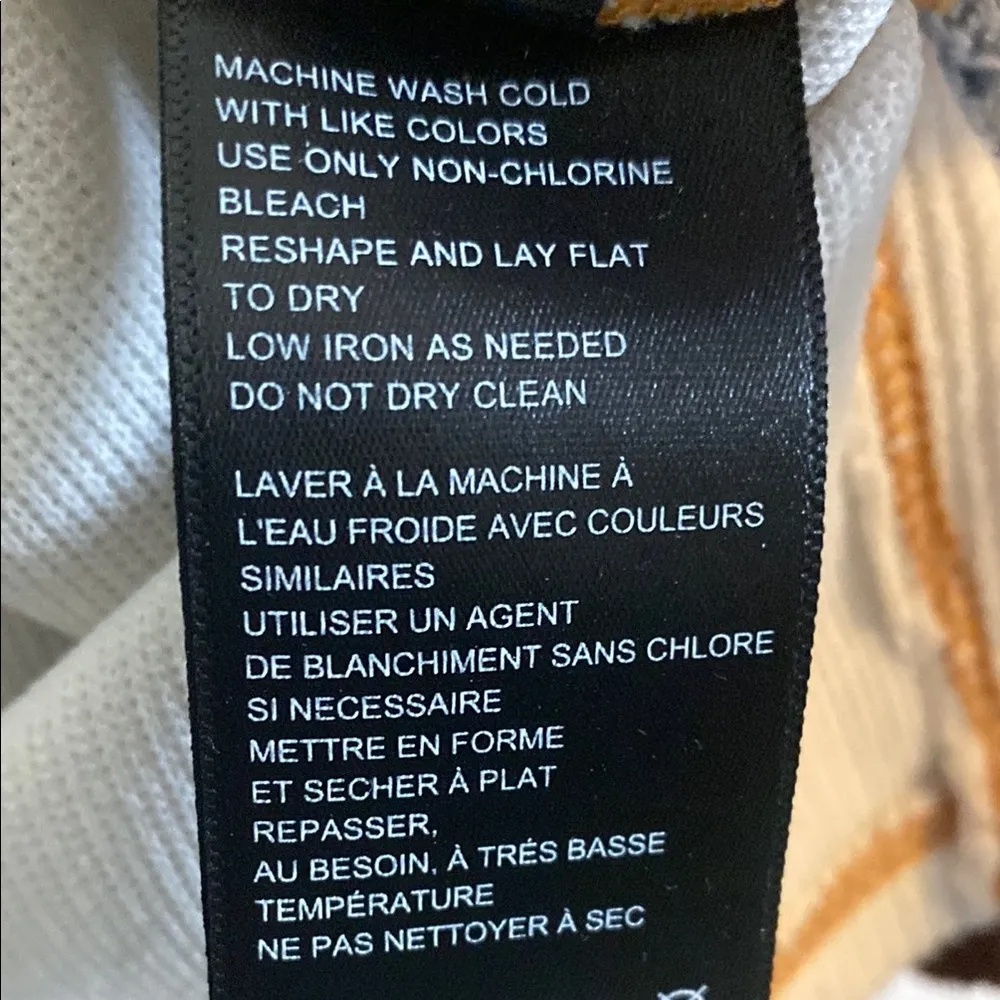 MACHINE WASH COLD
WITH LIKE COLORS
USE ONLY NON-CHLORINE
BLEACH
RESHAPE AND LAY FLAT
TO DRY
LOW IRON AS NEEDED
DO NOT DRY CLEAN
LAVER À LA MACHINE À
L'EAU FROIDE AVEC COULEURS
SIMILAIRES
UTILISER UN AGENT
DE BLANCHIMENT SANS CHLORE
SI NECESSAIRE
METTRE EN FORME
ET SECHER À PLAT
REPASSER,
AU BESOIN, À TRÉS BASSE
TEMPÉRATURE
NE PAS NETTOYER À SEC